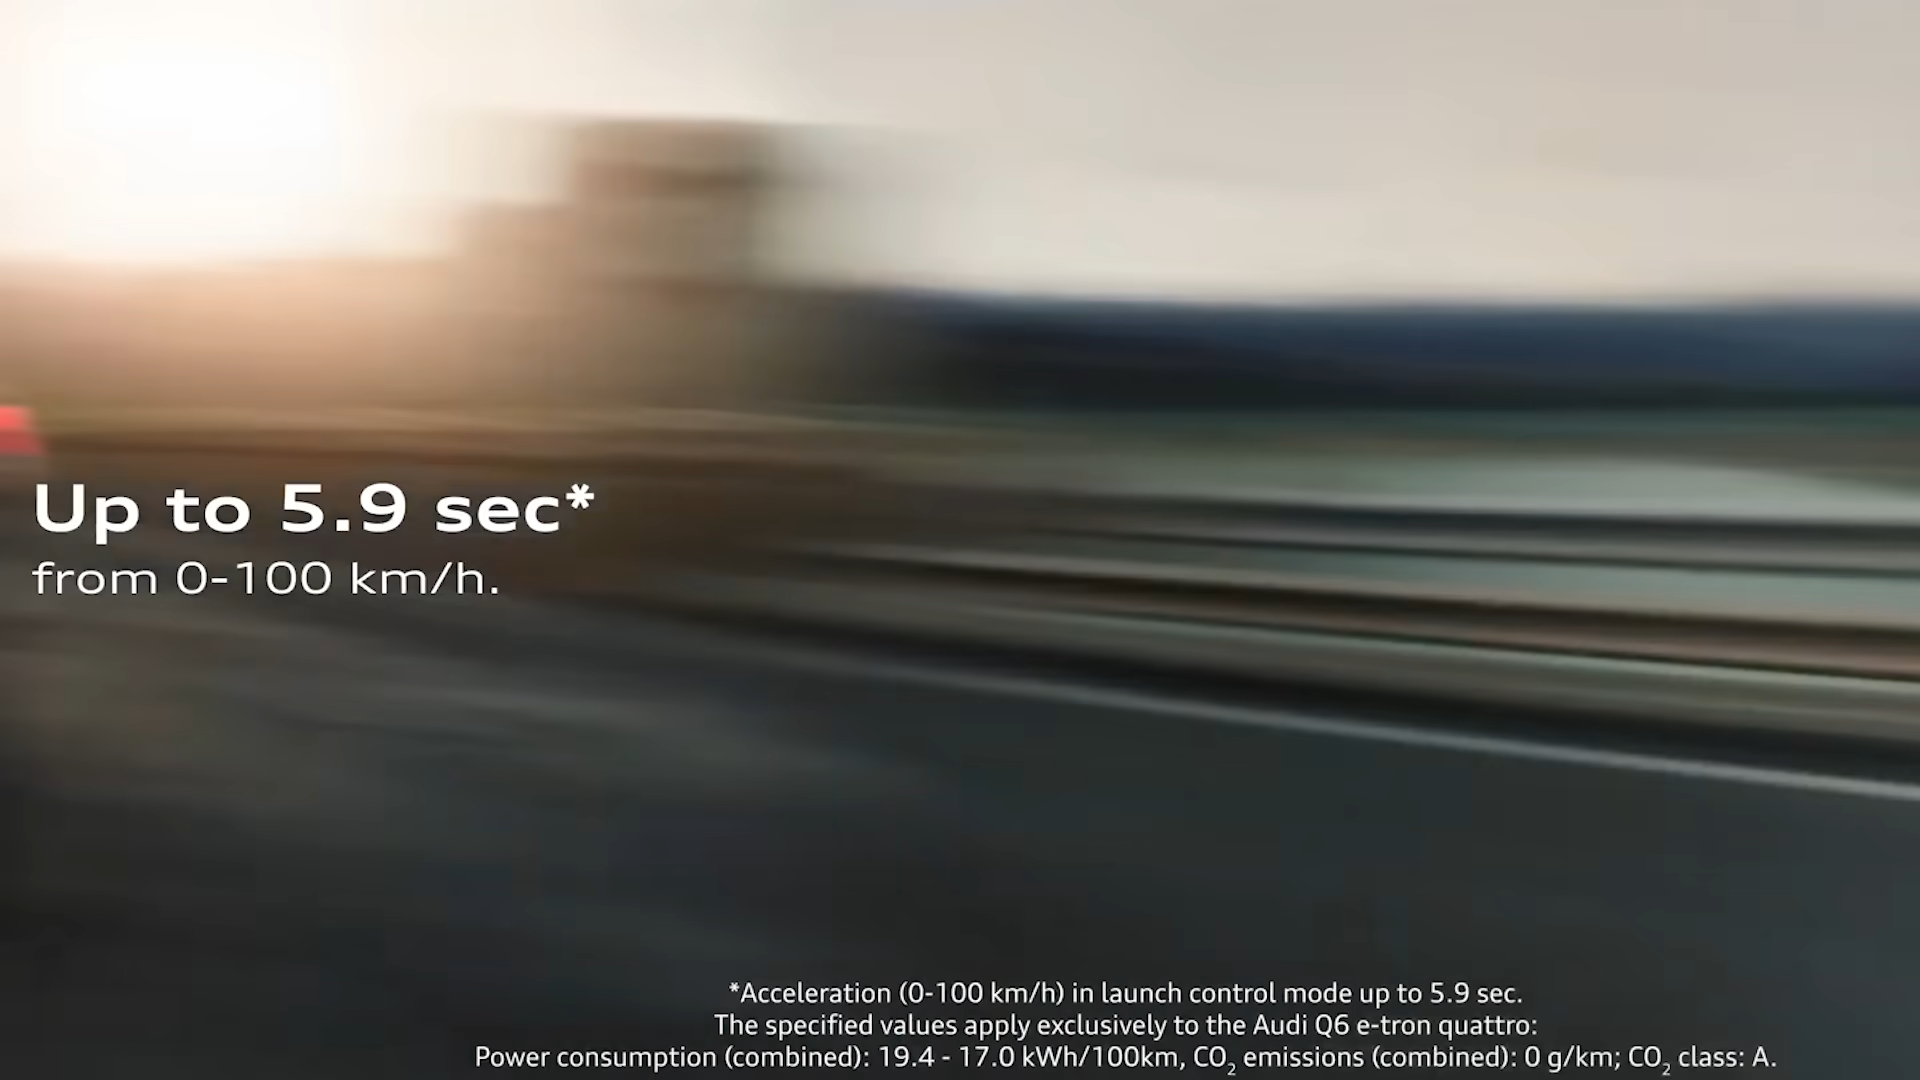 Up to 5.9 sec*
from 0-100 km/h.
*Acceleration (0-100 km/h) in launch control mode up to 5.9 sec.
The specified values apply exclusively to the Audi Q6 e-tron quattro:
Power consumption (combined): 19.4 - 17.0 kWh/100km, CO₂ emissions (combined): 0 g/km; CO₂ class: A.